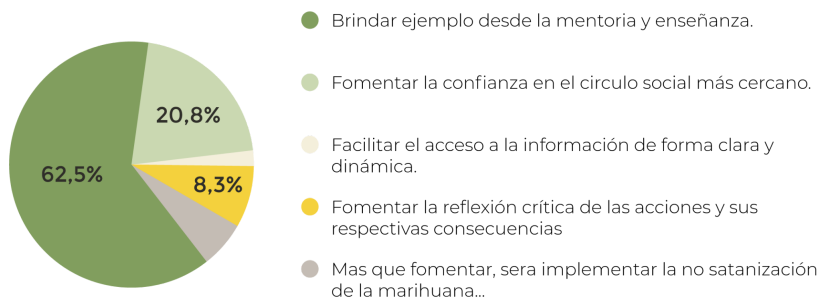 Brindar ejemplo desde la mentoria y enseñanza.
20,8%
Fomentar la confianza en el circulo social más cercano.
Facilitar el acceso a la información de forma clara y
dinámica.
62,5%
8,3%
Fomentar la reflexión crítica de las acciones y sus
respectivas consecuencias
Mas que fomentar, sera implementar la no satanización
de la marihuana...